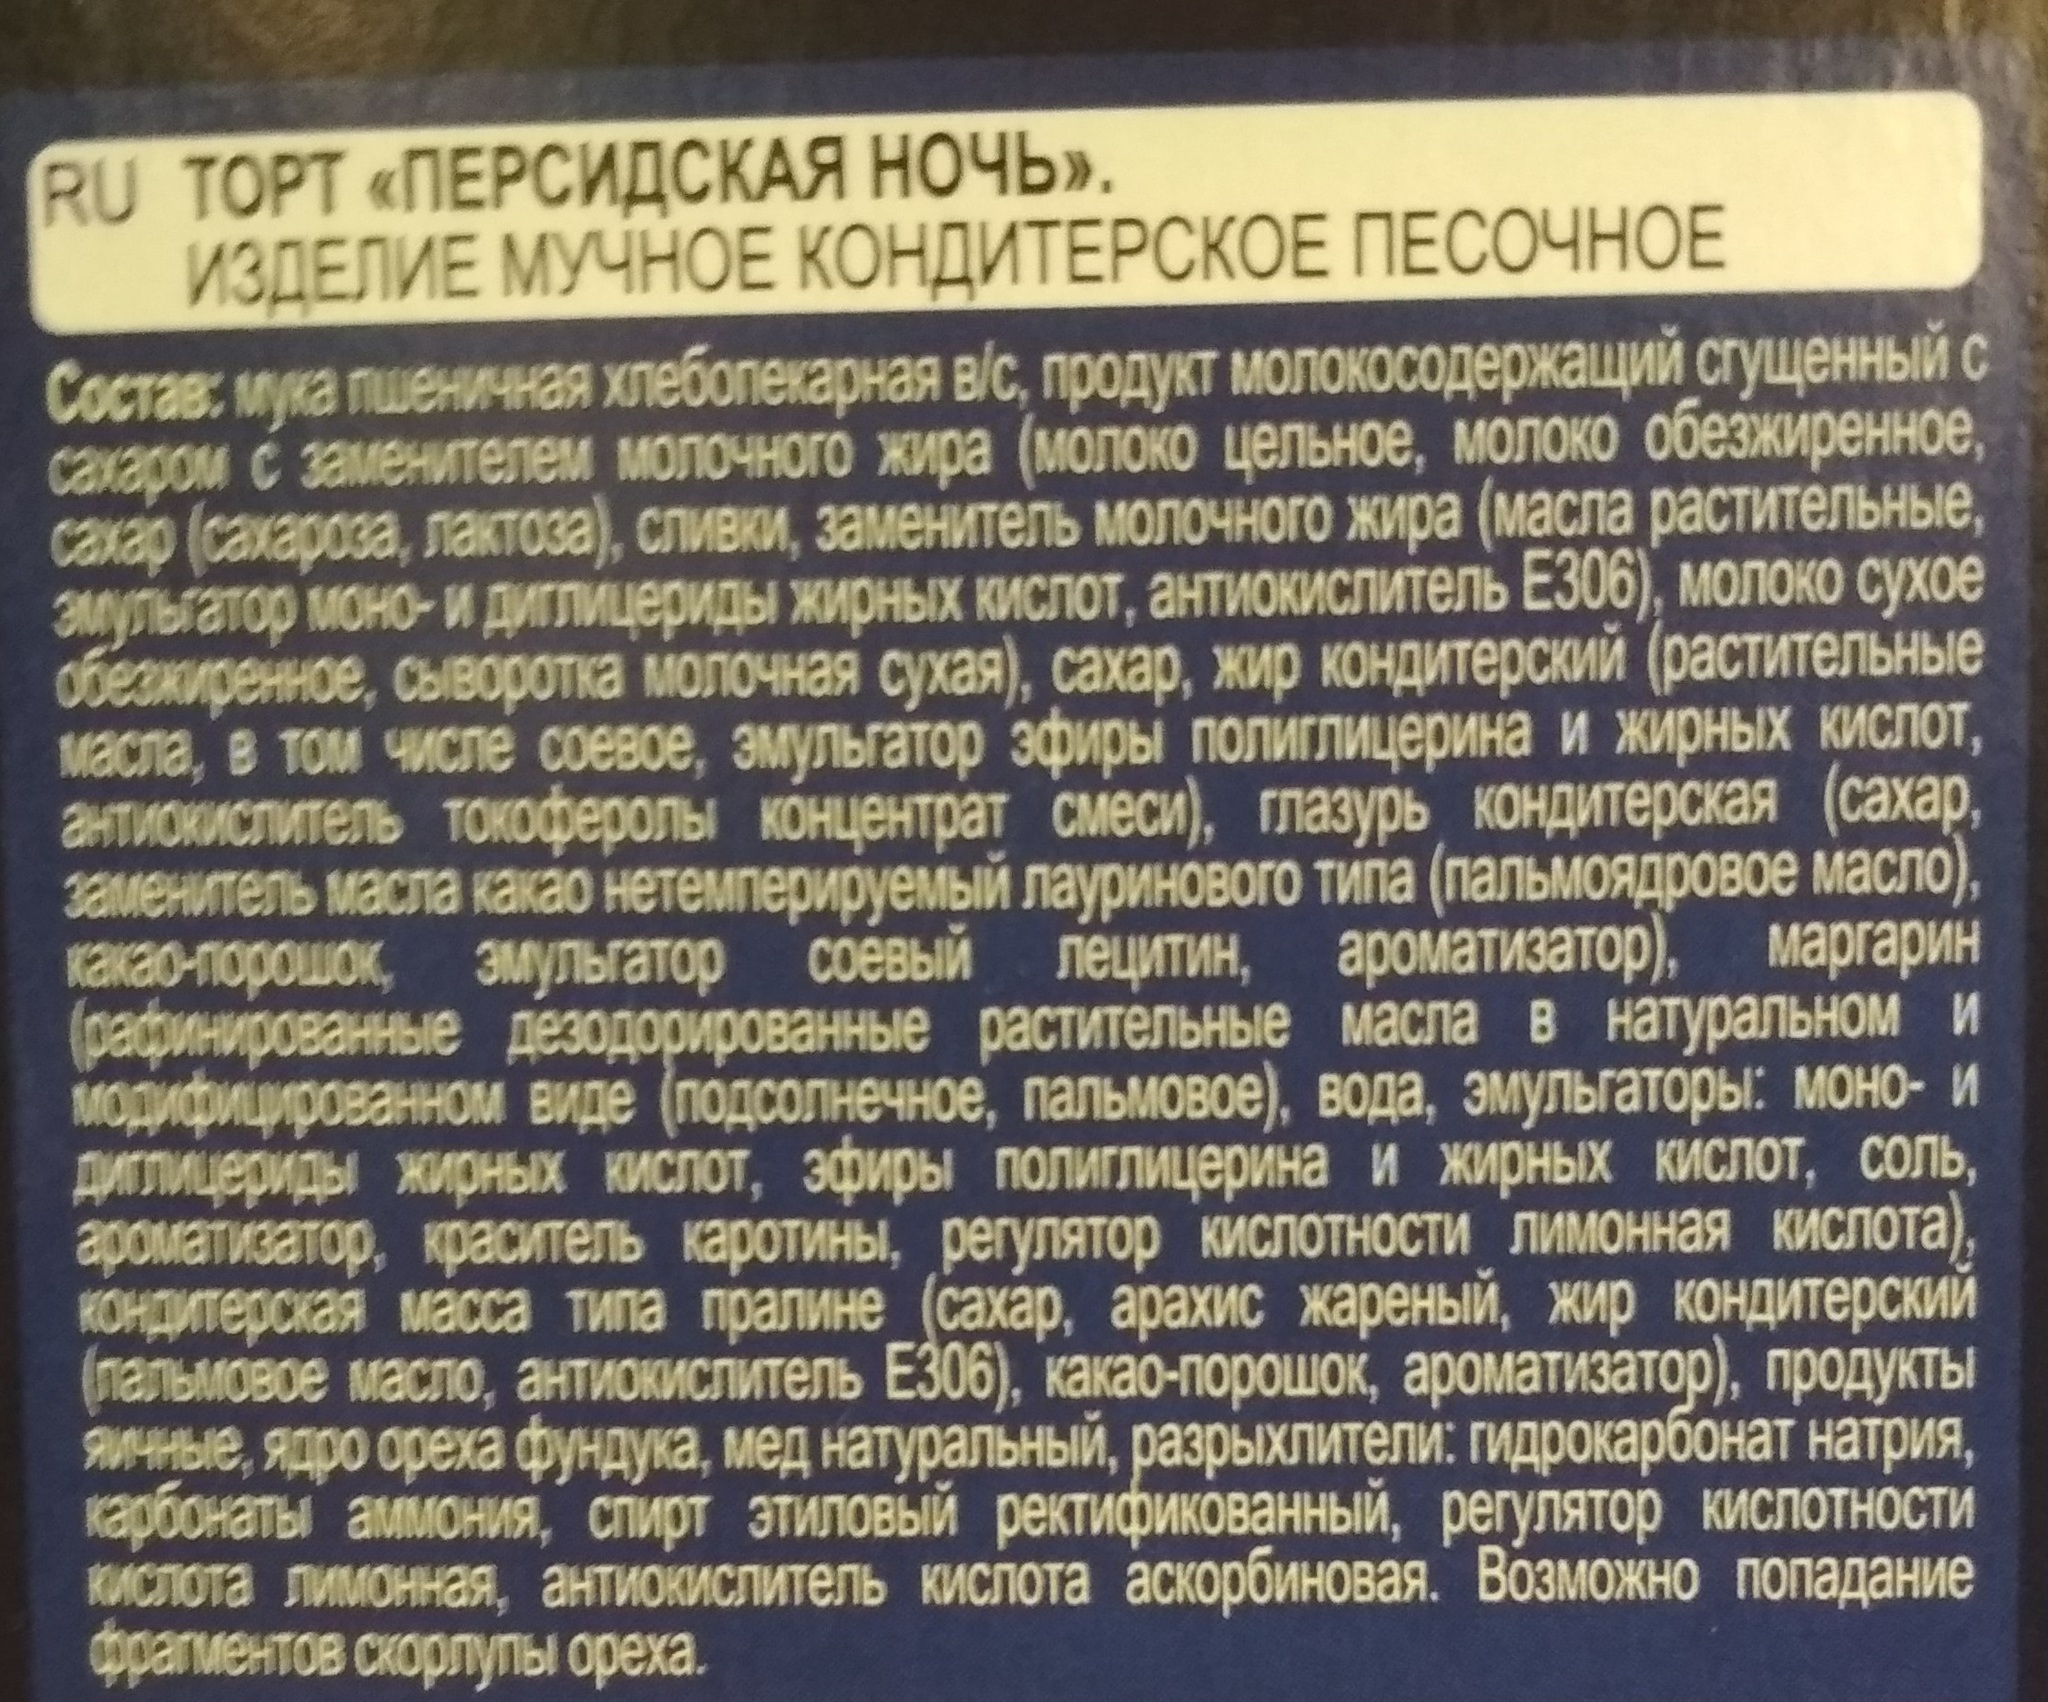 RU ТОРТ «ПЕРСИДСКАЯ НОЧЬ».
ИЗДЕЛИЕ МУЧНОЕ КОНДИТЕРСКОЕ ПЕСОЧНОЕ
Состав: мука пшеничная хлебопекарная в/с, продукт молокосодержащий сгущенный с
сахаром с заменителем молочного жира (молоко цельное, молоко обезжиренное,
сахар (сахароза, лактоза), сливки, заменитель молочного жира (масла растительные,
эмульгатор моно- и диглицериды жирных кислот, антиокислитель Е306), молоко сухое
обезжиренное, сыворотка молочная сухая), сахар, жир кондитерский (растительные
масла, в том числе соевое, эмульгатор эфиры полиглицерина и жирных кислот,
антиокислитель токоферолы концентрат смеси), глазурь кондитерская (сахар,
заменитель масла какао нетемперируемый лауринового типа (пальмоядровое масло),
какао-порошок, эмульгатор соевый лецитин, ароматизатор), маргарин
(рафинированные дезодорированные растительные масла в натуральном и
модифицированном виде (подсолнечное, пальмовое), вода, эмульгаторы: моно- и
диглицериды жирных кислот, эфиры полиглицерина и жирных кислот, соль,
ароматизатор, краситель каротины, регулятор кислотности лимонная кислота),
кондитерская масса типа пралине (сахар, арахис жареный, жир кондитерский
(пальмовое масло, антиокислитель Е306), какао-порошок, ароматизатор), продукты
яичные, ядро ореха фундука, мед натуральный, разрыхлители: гидрокарбонат натрия,
карбонаты аммония, спирт этиловый ректификованный, регулятор кислотности
кислота лимонная, антиокислитель кислота аскорбиновая. Возможно попадание
фрагментов скорлупы ореха.